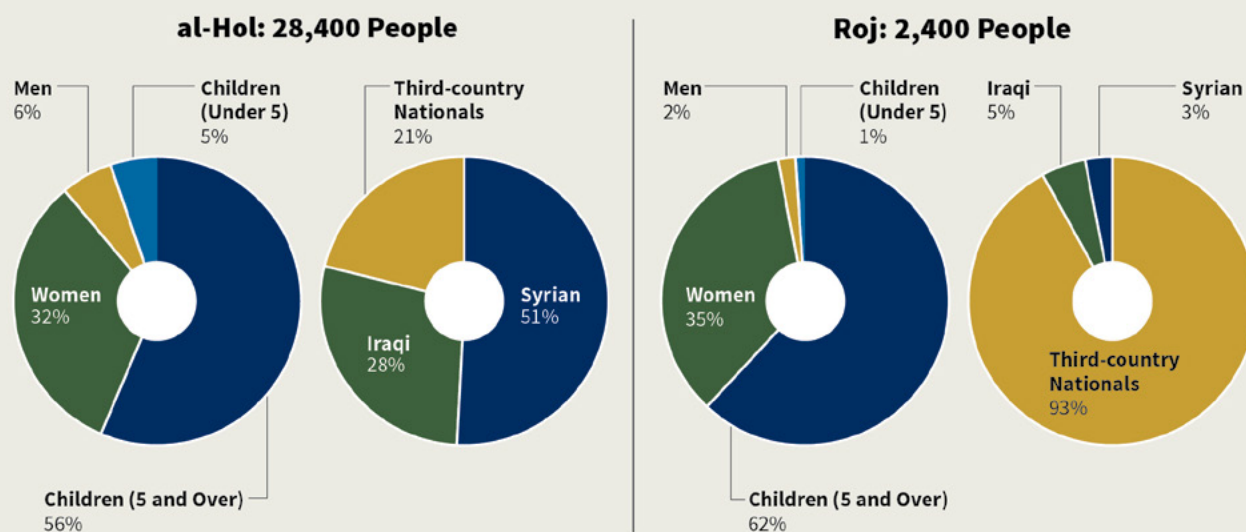 al-Hol: 28,400 People
Men
6%
Children
(Under 5)
5%
Third-country
Nationals
21%
Women
32%
Syrian
51%
Iraqi
28%
Children (5 and Over)
56%
Roj: 2,400 People
Men
2%
Children
(Under 5)
1%
Iraqi
5%
Syrian
3%
Women
35%
Third-country
Nationals
93%
Children (5 and Over)
62%